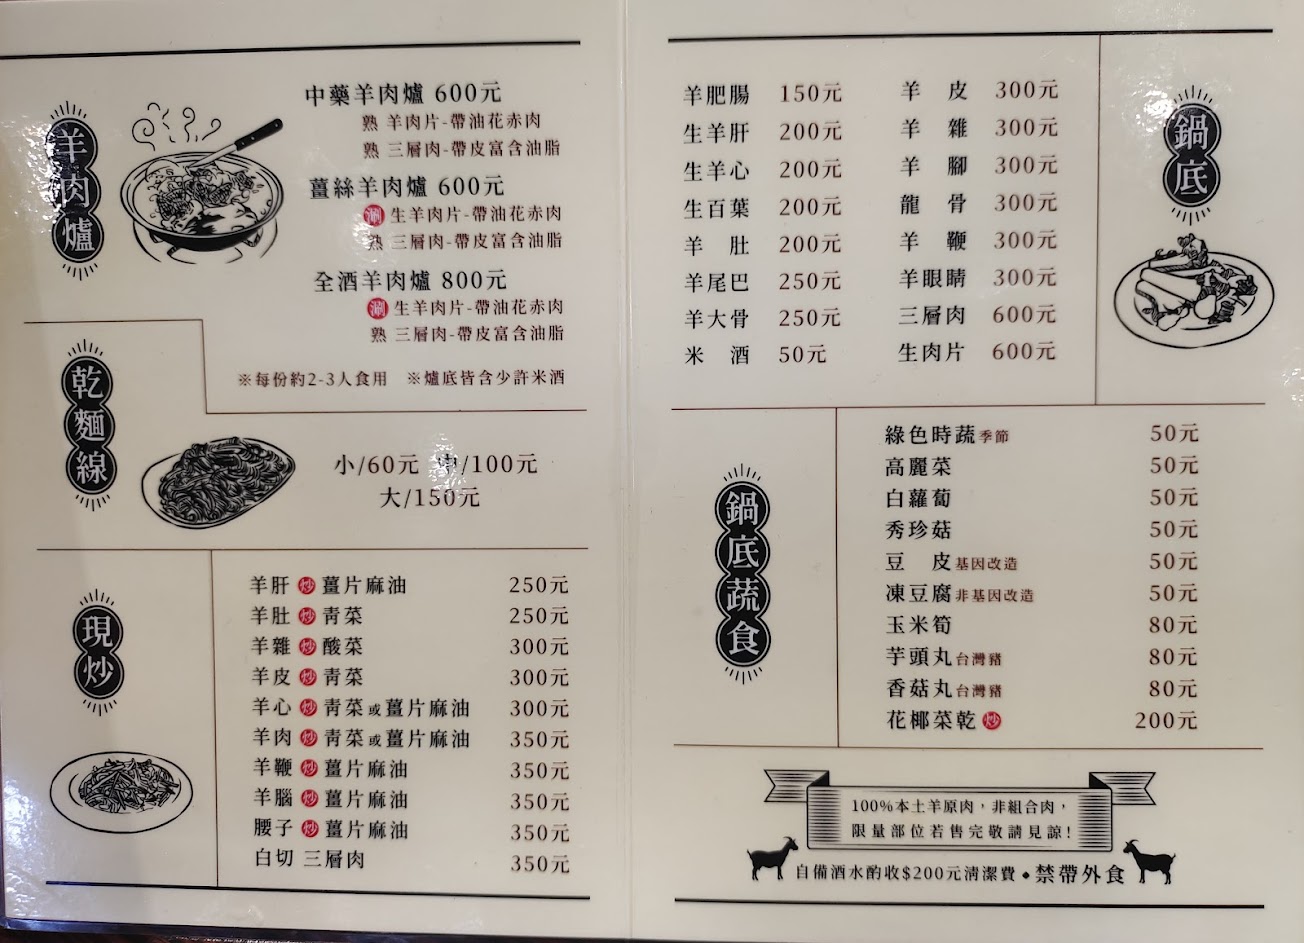 羊肉爐
中藥羊肉爐 600元
熟 羊肉片-帶油花赤肉
熟 三層肉-帶皮富含油脂
薑絲羊肉爐 600元
涮 生羊肉片-帶油花赤肉
熟 三層肉-帶皮富含油脂
全酒羊肉爐 800元
涮 生羊肉片-帶油花赤肉
熟 三層肉-帶皮富含油脂
※每份約2-3人食用 ※爐底皆含少許米酒
乾麵線
小/60元 中/100元
大/150元
現炒
羊肝 炒 薑片麻油 250元
羊肚 炒 青菜 250元
羊雜 炒 酸菜 300元
羊皮 炒 青菜 300元
羊心 炒 青菜或薑片麻油 300元
羊肉 炒 青菜或薑片麻油 350元
羊鞭 炒 薑片麻油 350元
羊腦 炒 薑片麻油 350元
腰子 炒 薑片麻油 350元
白切 三層肉 350元
鍋底
羊肥腸 150元 羊皮 300元
生羊肝 200元 羊雜 300元
生羊心 200元 羊腳 300元
生百葉 200元 龍骨 300元
羊肚 200元 羊鞭 300元
羊尾巴 250元 羊眼睛 300元
羊大骨 250元 三層肉 600元
米酒 50元 生肉片 600元
鍋底蔬食
綠色時蔬季節 50元
高麗菜 50元
白蘿蔔 50元
秀珍菇 50元
豆皮基因改造 50元
凍豆腐非基因改造 50元
玉米筍 80元
芋頭丸台灣豬 80元
香菇丸台灣豬 80元
花椰菜乾 炒 200元
100%本土羊原肉，非組合肉，
限量部位若售完敬請見諒!
自備酒水酌收$200元清潔費•禁帶外食